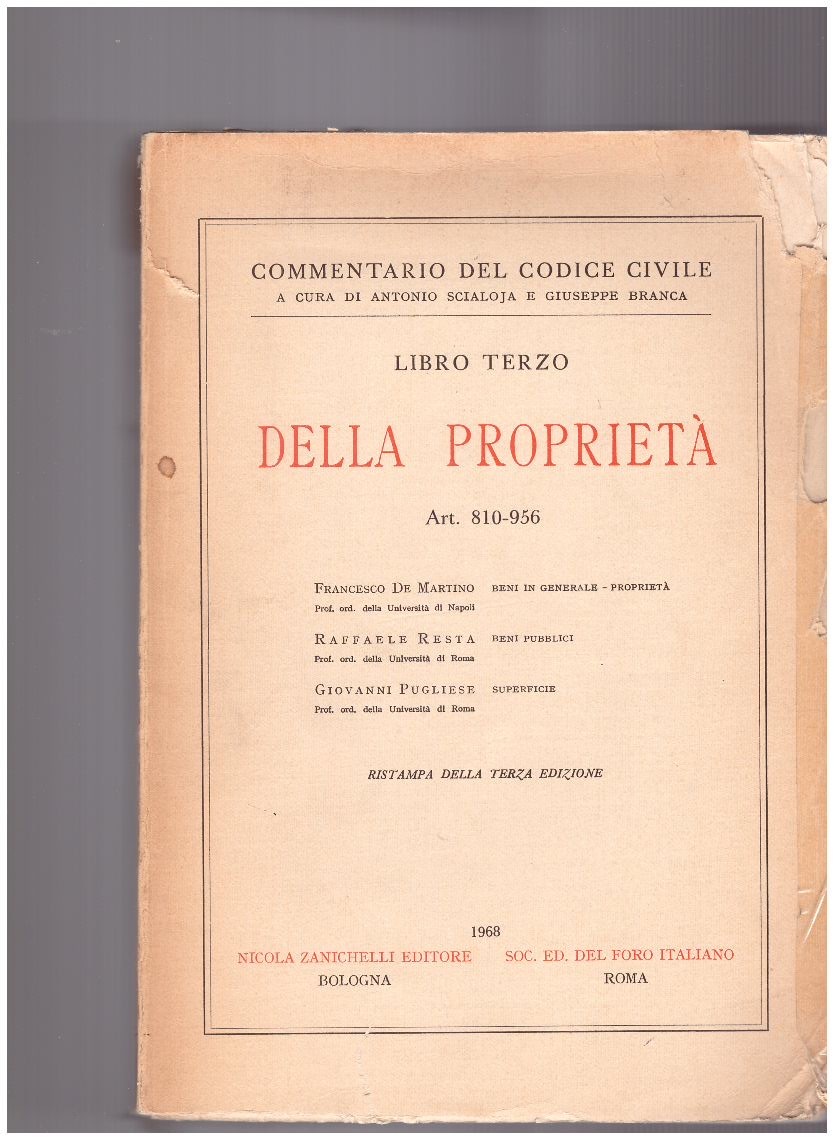 COMMENTARIO DEL CODICE CIVILE
A CURA DI ANTONIO SCIALOJA E GIUSEPPE BRANCA
LIBRO TERZO
DELLA PROPRIETÀ
Art. 810-956
FRANCESCO DE MARTINO BENI IN GENERALE - PROPRIETÀ
Prof. ord. della Università di Napoli
RAFFAELE RESTA BENI PUBBLICI
Prof. ord. della Università di Roma
GIOVANNI PUGLIESE SUPERFICIE
Prof. ord. della Università di Roma
RISTAMPA DELLA TERZA EDIZIONE
1968
NICOLA ZANICHELLI EDITORE SOC. ED. DEL FORO ITALIANO
BOLOGNA ROMA